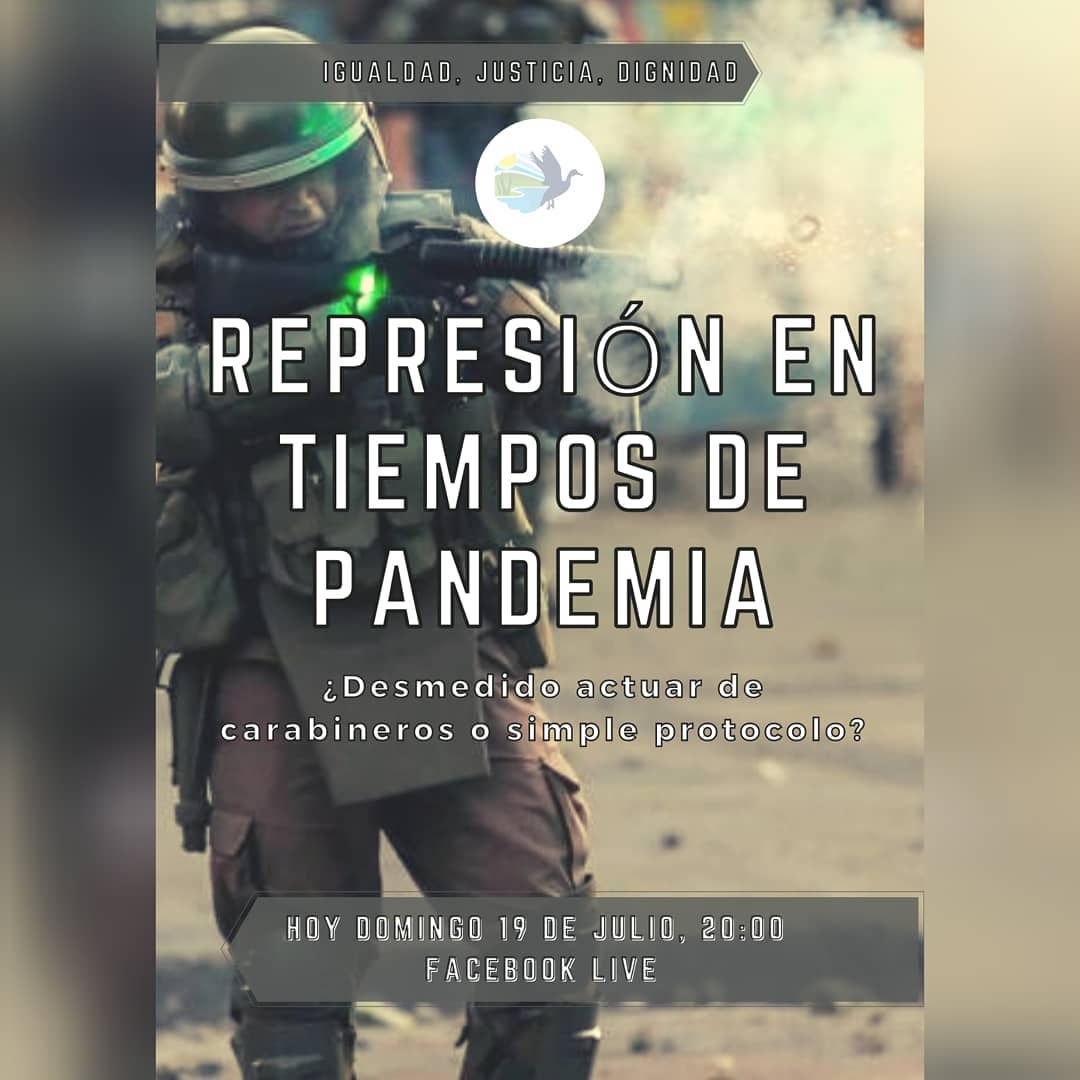 IGUALDAD, JUSTICIA, DIGNIDAD
REPRESIÓN EN
TIEMPOS DE
PANDEMIA
¿Desmedido actuar de
carabineros o simple protocolo?
HOY DOMINGO 19 DE JULIO, 20:00
FACEBOOK LIVE